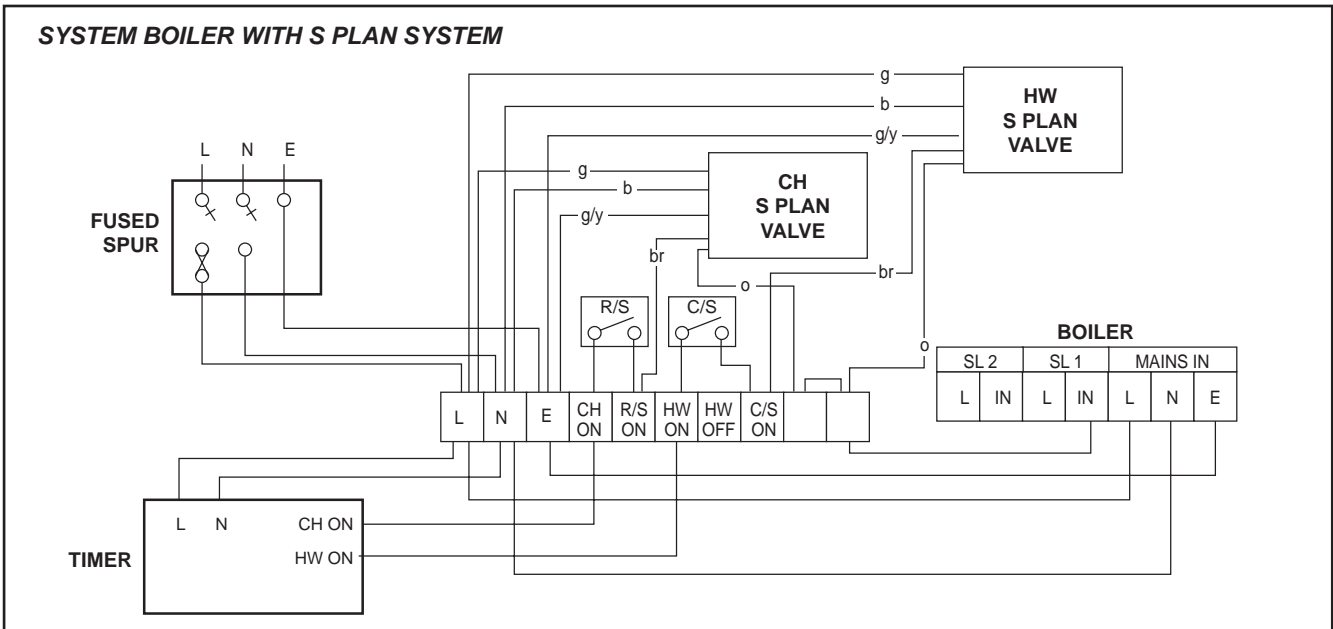 SYSTEM BOILER WITH S PLAN SYSTEM
g
HW
S PLAN
VALVE
b
g/y
L N E
FUSED
SPUR
g
CH
S PLAN
VALVE
b
g/y
br
o
br
R/S
C/S
o
BOILER
SL 2 SL 1 MAINS IN
L IN L IN L N E
L N E CH ON R/S ON HW ON HW OFF C/S ON
TIMER
L N CH ON
HW ON